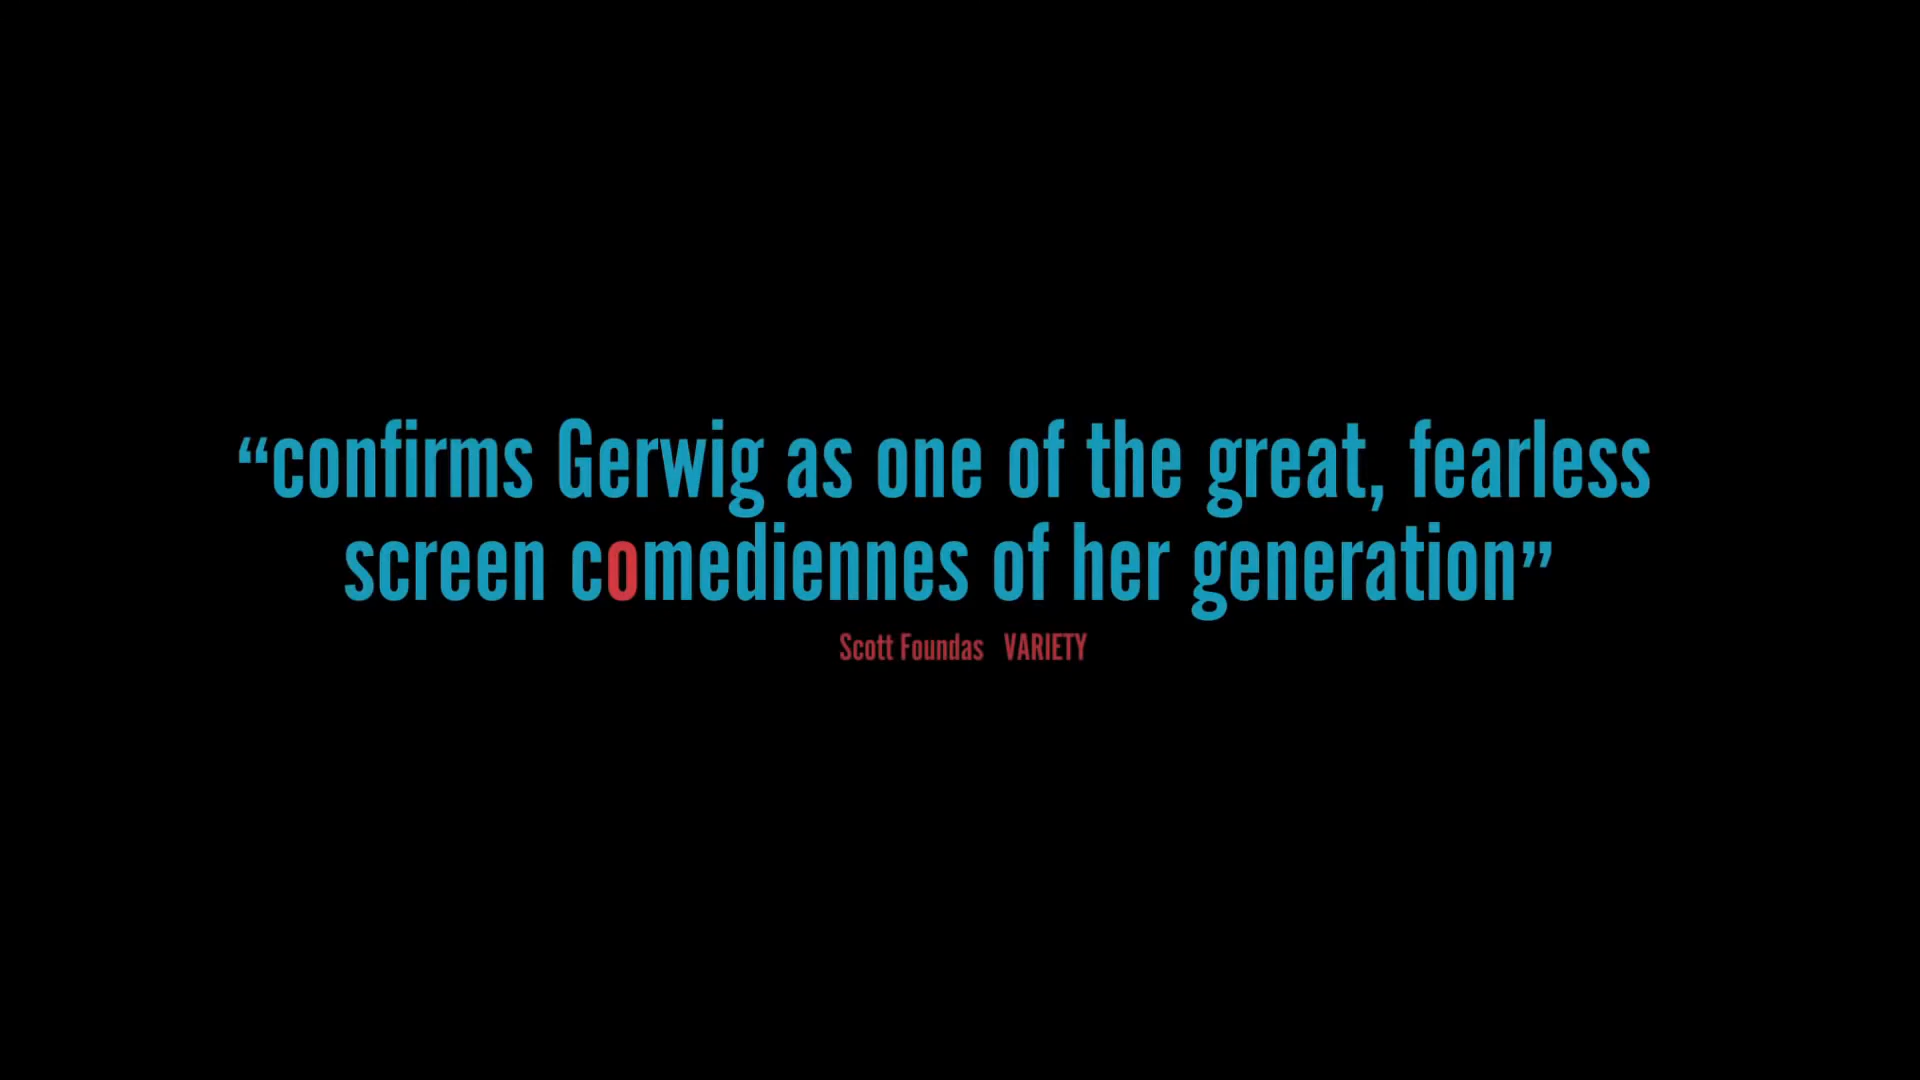 “confirms Gerwig as one of the great, fearless
screen comediennes of her generation”
Scott Foundas VARIETY